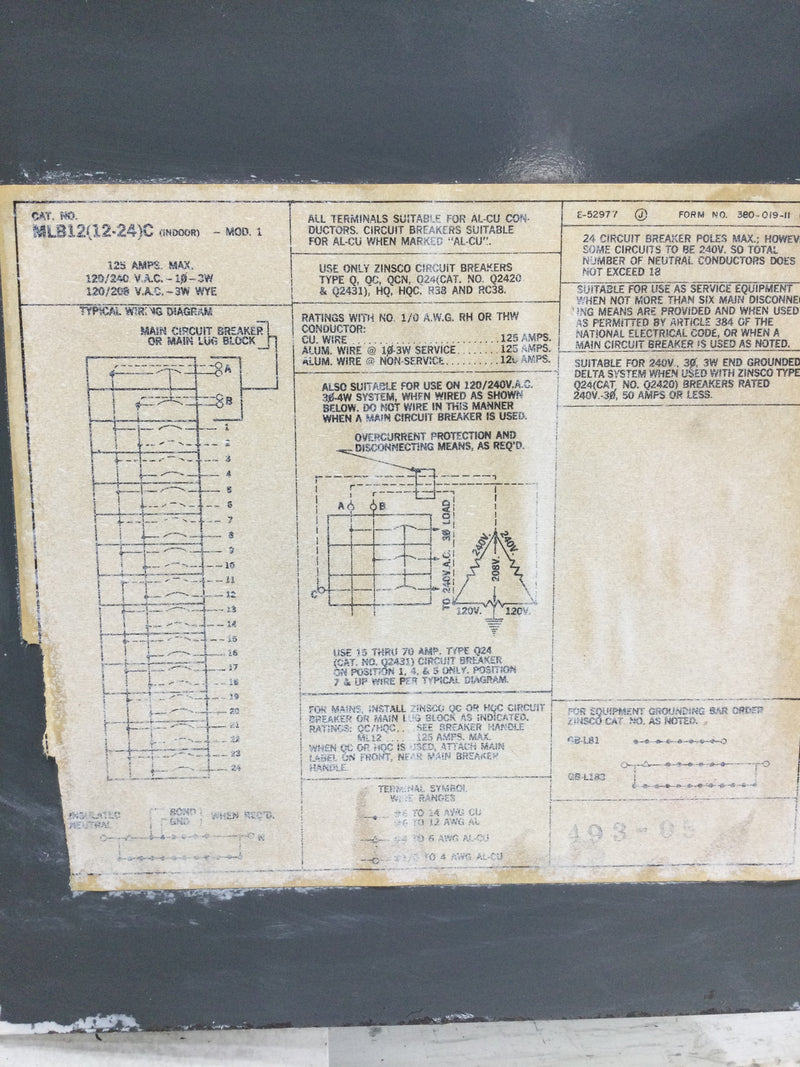 CAT. NO.
MLB12(12-24)C (INDOOR) - MOD. 1
125 AMPS. MAX.
120/240 V.A.C. - 1Ø - 3W
120/208 V.A.C. - 3W WYE
TYPICAL WIRING DIAGRAM
MAIN CIRCUIT BREAKER
OR MAIN LUG BLOCK
A
B
1
2
3
4
5
6
7
8
9
10
11
12
13
14
15
16
17
18
19
20
21
22
23
24
INSULATED
NEUTRAL
BOND
GND
WHEN REQ'D.
N
ALL TERMINALS SUITABLE FOR AL-CU CON-
DUCTORS. CIRCUIT BREAKERS SUITABLE
FOR AL-CU WHEN MARKED "AL-CU".
USE ONLY ZINSCO CIRCUIT BREAKERS
TYPE Q, QC, QCN, Q24(CAT. NO. Q2420
& Q2431), HQ, HQC, R38 AND RC38.
RATINGS WITH NO. 1/0 A.W.G. RH OR THW
CONDUCTOR:
CU. WIRE ........................ 125 AMPS.
ALUM. WIRE @ 1Ø-3W SERVICE ....... 125 AMPS.
ALUM. WIRE @ NON-SERVICE .......... AMPS.
ALSO SUITABLE FOR USE ON 120/240V.A.C.
3Ø-4W SYSTEM, WHEN WIRED AS SHOWN
BELOW. DO NOT WIRE IN THIS MANNER
WHEN A MAIN CIRCUIT BREAKER IS USED.
OVERCURRENT PROTECTION AND
DISCONNECTING MEANS, AS REQ'D.
A
B
C
TO 240V.A.C. 3Ø LOAD
240V.
240V.
208V.
120V.
120V.
USE 15 THRU 70 AMP. TYPE Q24
(CAT. NO. Q2431) CIRCUIT BREAKER
ON POSITION 1, 4, & 5 ONLY. POSITION
7 & UP WIRE PER TYPICAL DIAGRAM.
FOR MAINS, INSTALL ZINSCO QC OR HQC CIRCUIT
BREAKER OR MAIN LUG BLOCK AS INDICATED.
RATINGS: QC/HQC.. SEE BREAKER HANDLE
ML12 .... 125 AMPS. MAX.
WHEN QC OR HQC IS USED, ATTACH MAIN
LABEL ON FRONT, NEAR MAIN BREAKER
HANDLE.
TERMINAL SYMBOL
WIRE RANGES
#6 TO 14 AWG CU
#6 TO 12 AWG AL
#4 TO 6 AWG AL-CU
TO 4 AWG AL-CU
E-52977 J FORM NO. 380-019-11
24 CIRCUIT BREAKER POLES MAX.; HOWEV
SOME CIRCUITS TO BE 240V. SO TOTAL
NUMBER OF NEUTRAL CONDUCTORS DOES
NOT EXCEED 18
SUITABLE FOR USE AS SERVICE EQUIPMENT
WHEN NOT MORE THAN SIX MAIN DISCONNE
ING MEANS ARE PROVIDED AND WHEN USED
AS PERMITTED BY ARTICLE 384 OF THE
NATIONAL ELECTRICAL CODE, OR WHEN A
MAIN CIRCUIT BREAKER IS USED AS NOTED.
SUITABLE FOR 240V., 3Ø, 3W END GROUNDED
DELTA SYSTEM WHEN USED WITH ZINSCO TYPE
Q24(CAT. NO. Q2420) BREAKERS RATED
240V.-3Ø, 50 AMPS OR LESS.
FOR EQUIPMENT GROUNDING BAR ORDER
ZINSCO CAT. NO. AS NOTED.
GB-L81
GB-L183